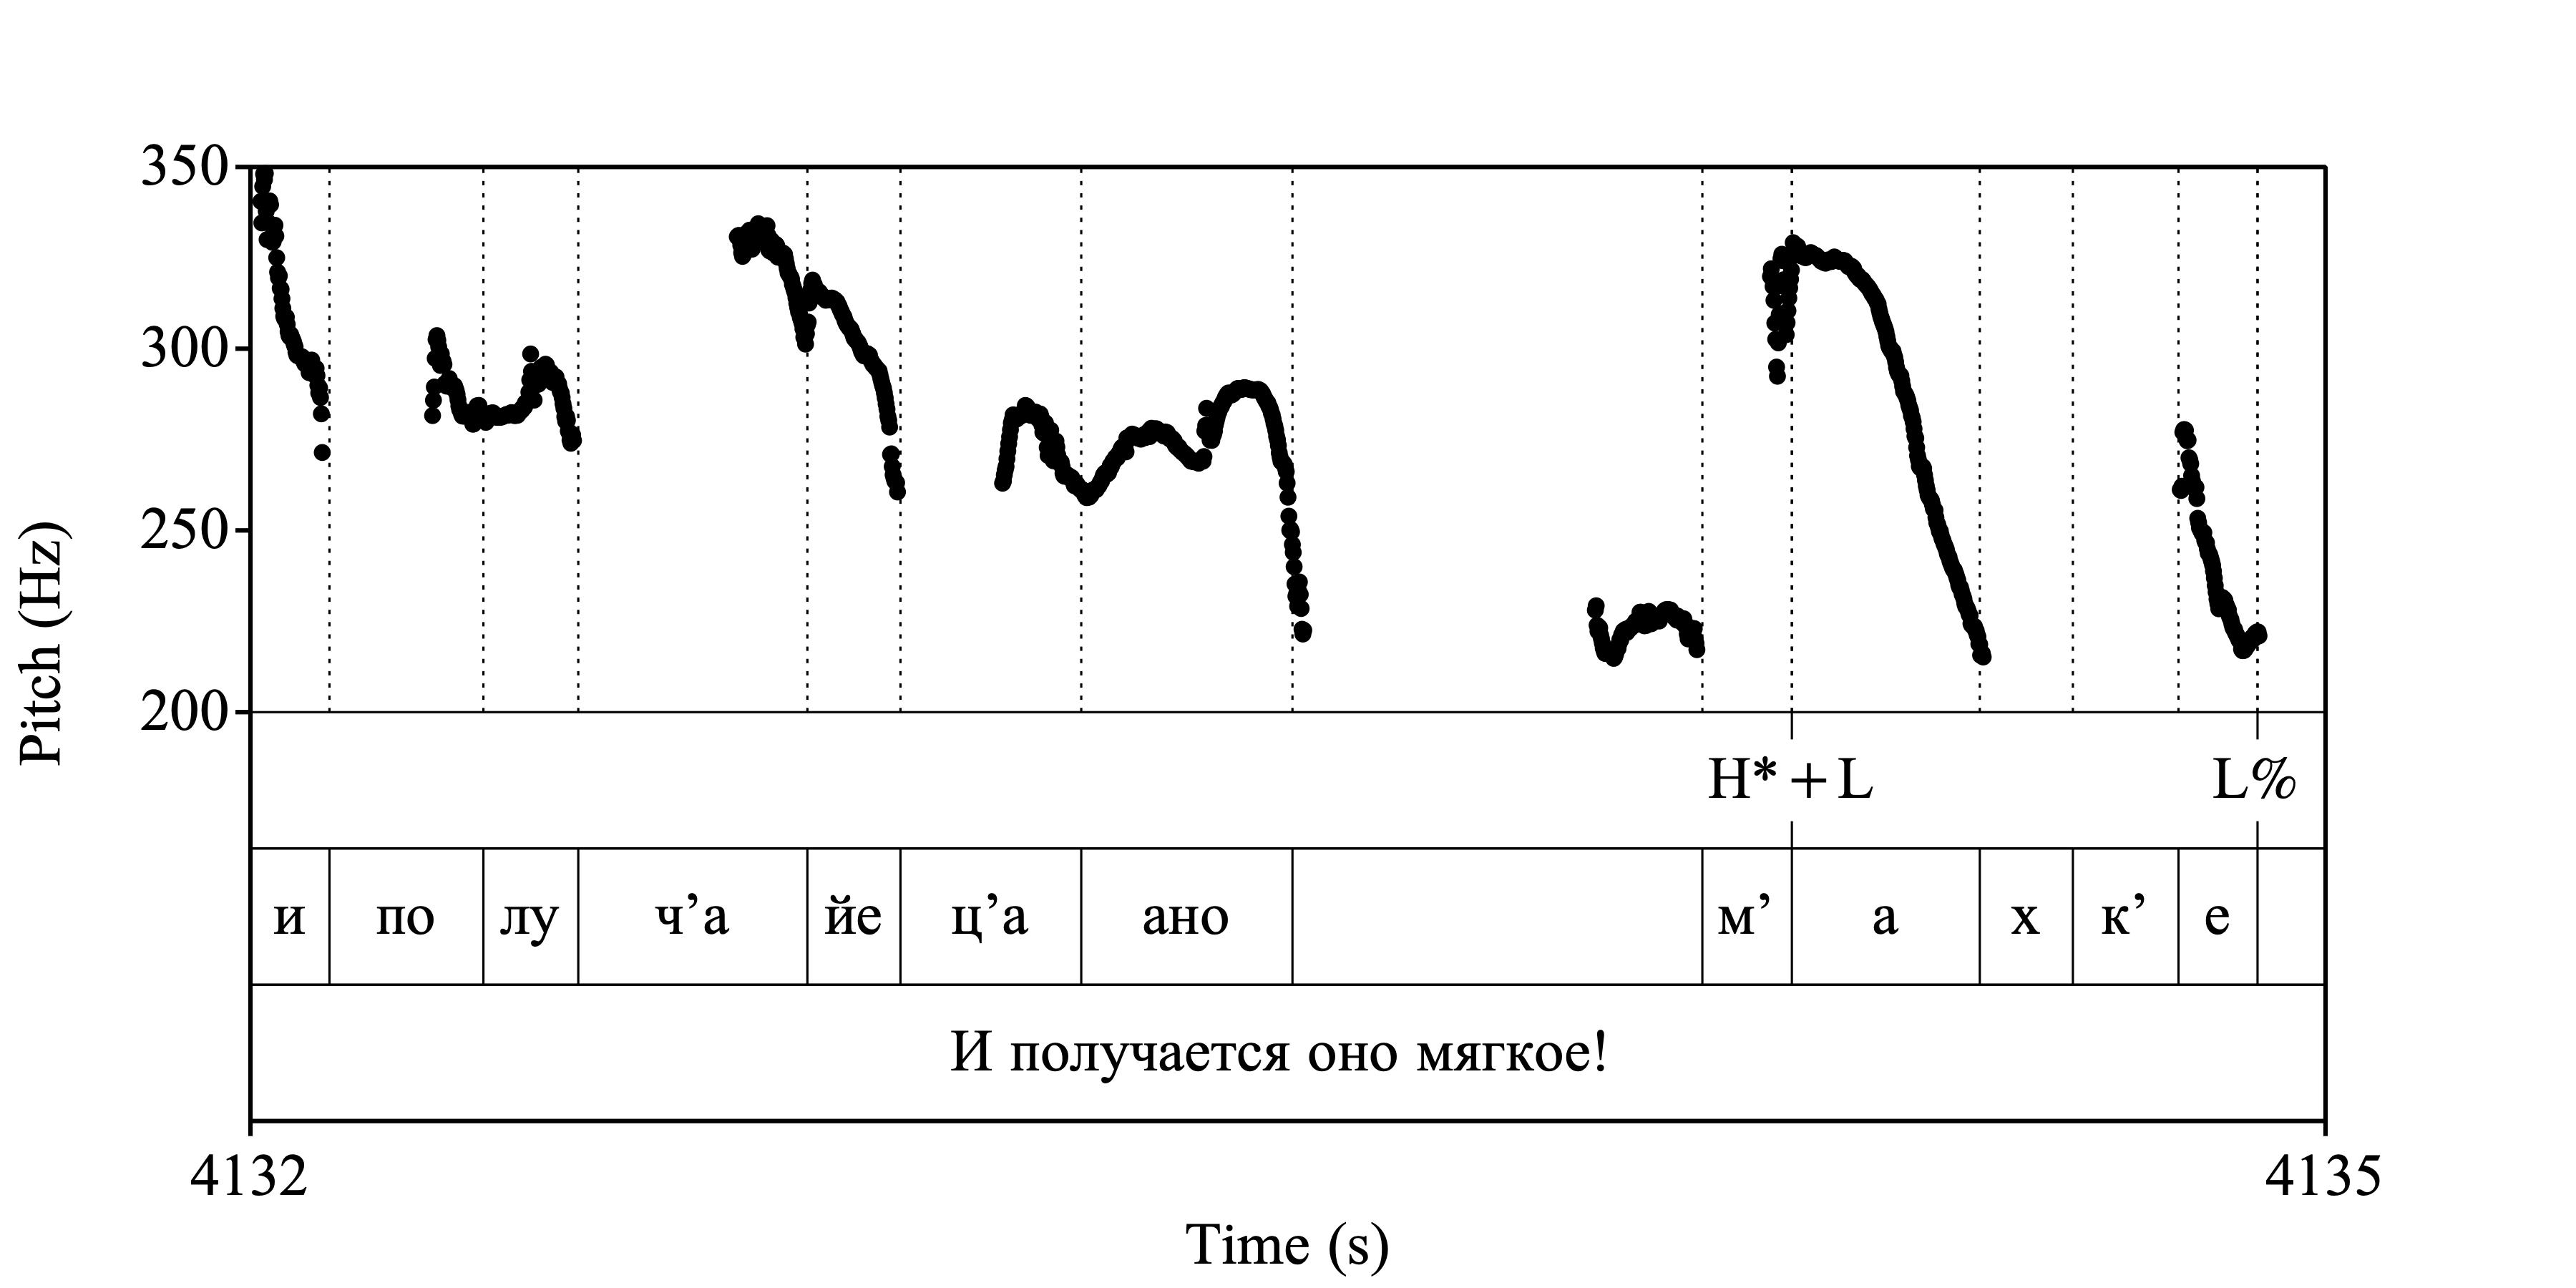 350
300
250
200
Pitch (Hz)
H*+L L%
и по лу ч’а йе ц’а ано м’ а х к’ е
И получается оно мягкое!
4132 4135
Time (s)